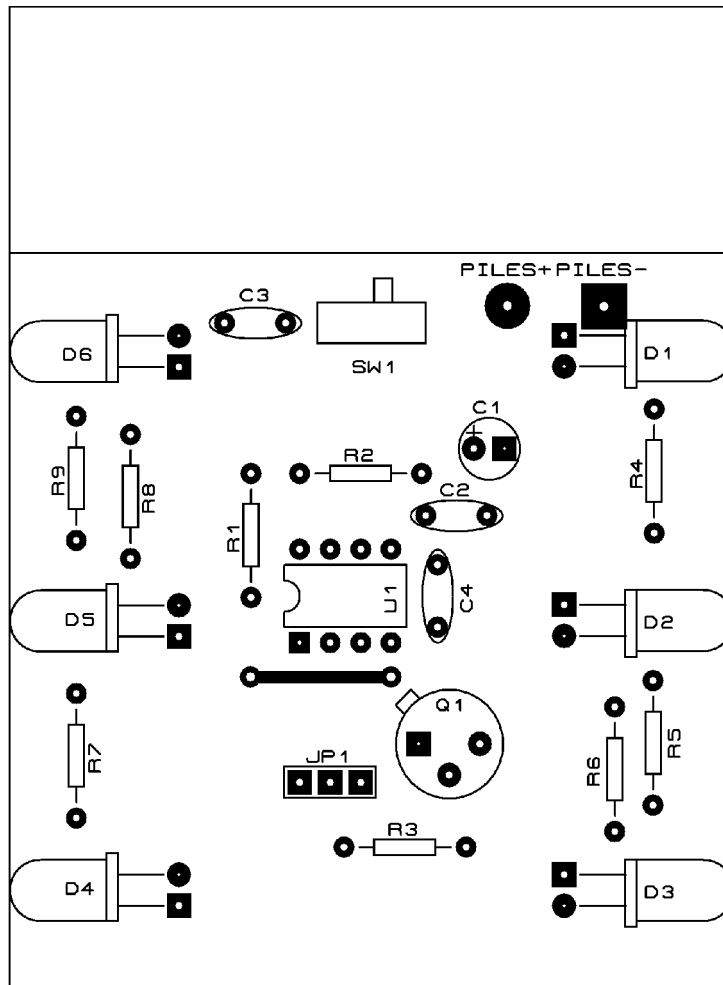 PILES+ PILES-
C3
D6
SW1
D1
C1
+
R9
R8
R2
R4
C2
R1
U1
C4
D5
D2
Q1
R7
JP1
R6
R5
R3
D4
D3